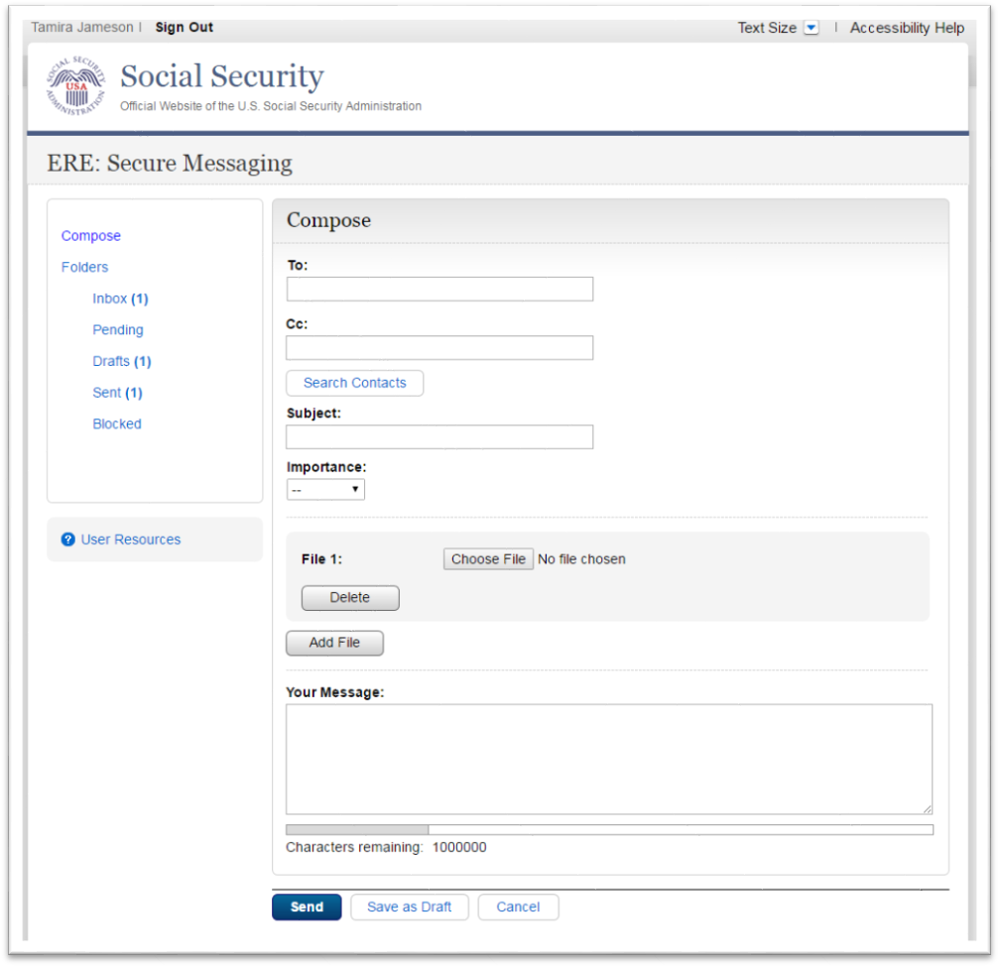 Tamira Jameson | Sign Out Text Size | Accessibility Help
SOCIAL SECURITY ADMINISTRATION
USA
Social Security
Official Website of the U.S. Social Security Administration
ERE: Secure Messaging
Compose
Folders
Inbox (1)
Pending
Drafts (1)
Sent (1)
Blocked
User Resources
Compose
To:
Cc:
Search Contacts
Subject:
Importance:
--
File 1: Choose File No file chosen
Delete
Add File
Your Message:
Characters remaining: 1000000
Send Save as Draft Cancel